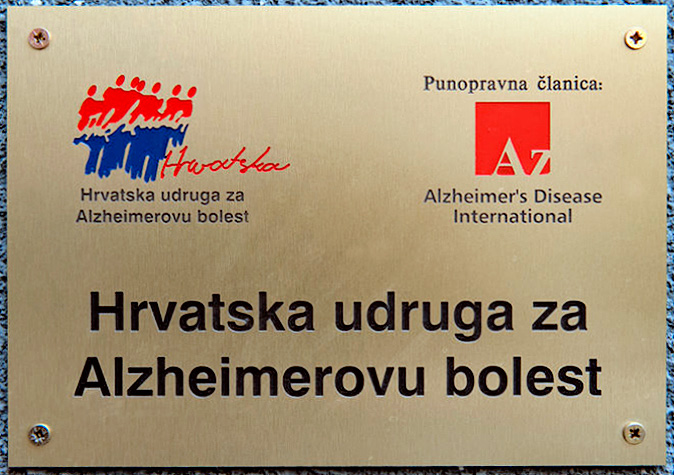 Hrvatska
Hrvatska udruga za
Alzheimerovu bolest
Punopravna članica:
Az
Alzheimer's Disease
International
Hrvatska udruga za
Alzheimerovu bolest